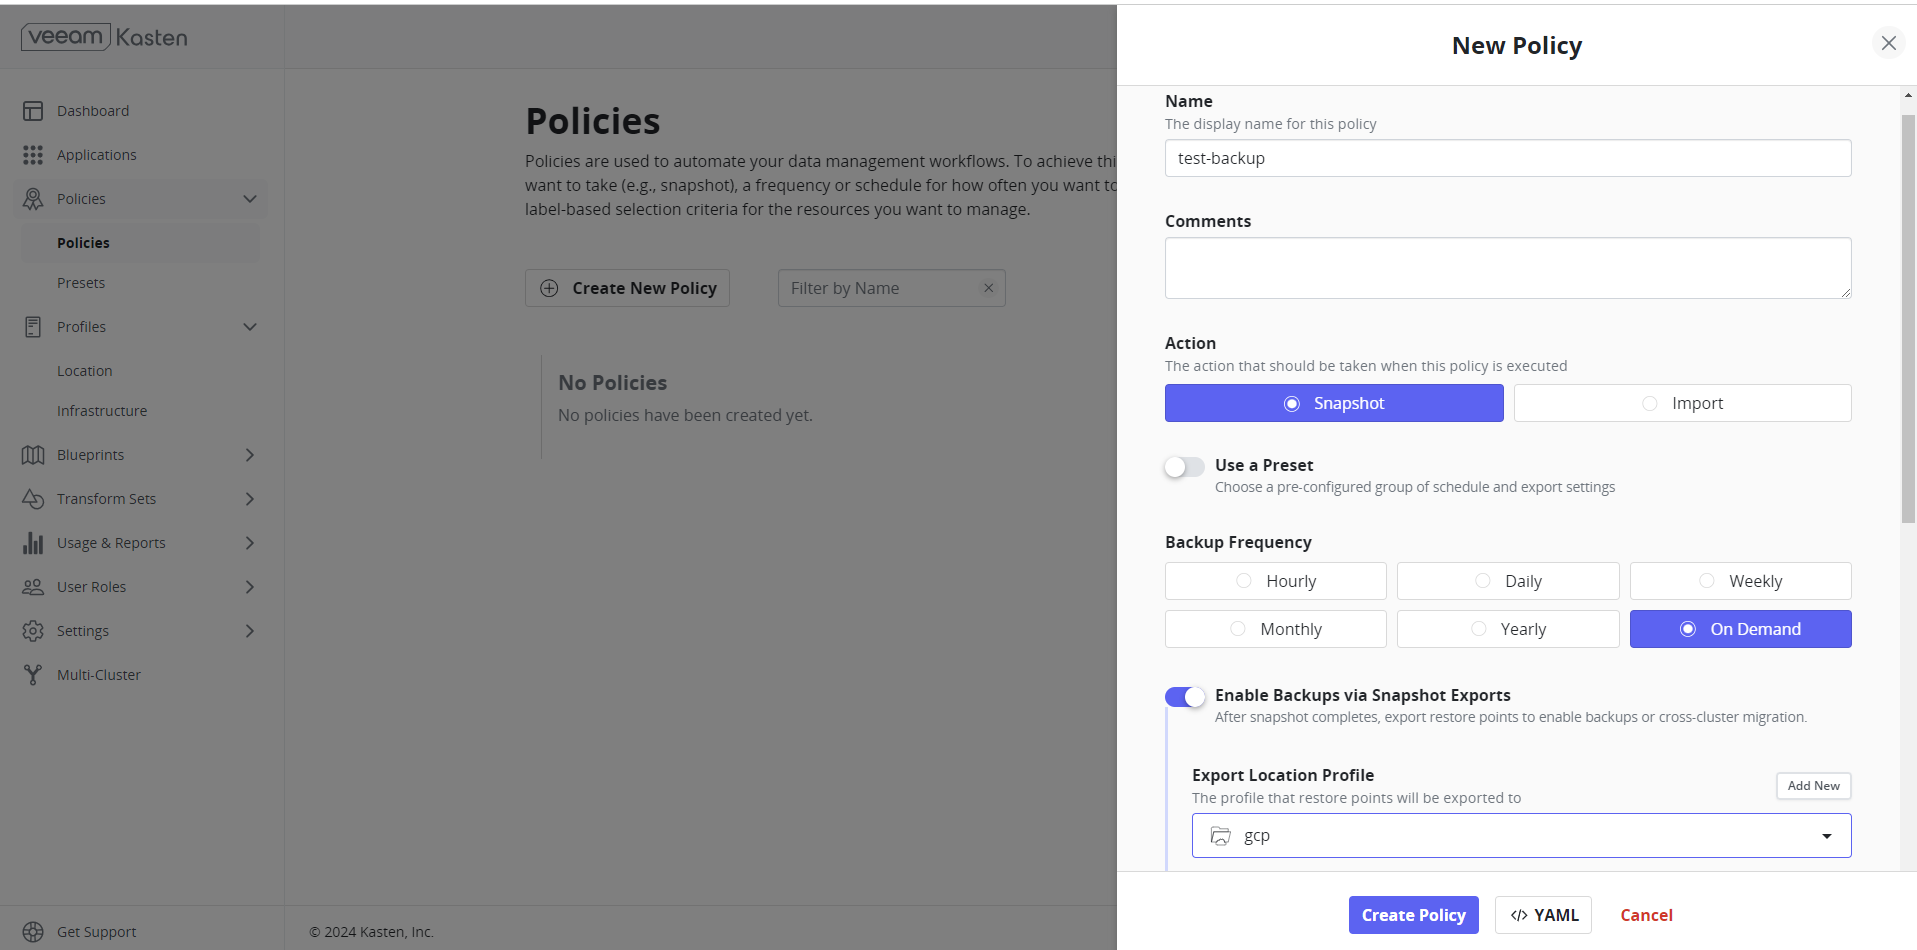 veeam Kasten
Dashboard
Applications
Policies
Policies
Presets
Profiles
Location
Infrastructure
Blueprints
Transform Sets
Usage & Reports
User Roles
Settings
Multi-Cluster
Get Support
Policies
Policies are used to automate your data management workflows. To achieve thi
want to take (e.g., snapshot), a frequency or schedule for how often you want to
label-based selection criteria for the resources you want to manage.
Create New Policy
Filter by Name
No Policies
No policies have been created yet.
© 2024 Kasten, Inc.
New Policy
Name
The display name for this policy
test-backup
Comments
Action
The action that should be taken when this policy is executed
Snapshot
Import
Use a Preset
Choose a pre-configured group of schedule and export settings
Backup Frequency
Hourly
Daily
Weekly
Monthly
Yearly
On Demand
Enable Backups via Snapshot Exports
After snapshot completes, export restore points to enable backups or cross-cluster migration.
Export Location Profile
The profile that restore points will be exported to
Add New
gcp
Create Policy
</> YAML
Cancel